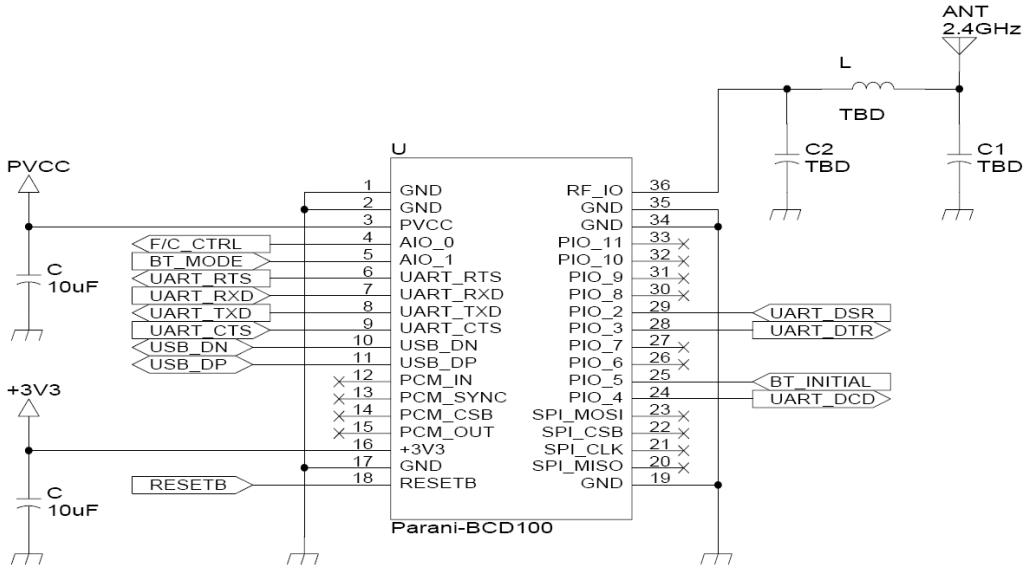 ANT
2.4GHz
L
TBD
C2
TBD
C1
TBD
PVCC
C
10uF
+3V3
C
10uF
U
1 GND
2 GND
3 PVCC
F/C_CTRL 4 AIO_0
BT_MODE 5 AIO_1
UART_RTS 6 UART_RTS
UART_RXD 7 UART_RXD
UART_TXD 8 UART_TXD
UART_CTS 9 UART_CTS
USB_DN 10 USB_DN
USB_DP 11 USB_DP
12 PCM_IN
13 PCM_SYNC
14 PCM_CSB
15 PCM_OUT
16 +3V3
17 GND
RESETB 18 RESETB
RF_IO 36
GND 35
GND 34
PIO_11 33
PIO_10 32
PIO_9 31
PIO_8 30
PIO_2 29 UART_DSR
PIO_3 28 UART_DTR
PIO_7 27
PIO_6 26
PIO_5 25 BT_INITIAL
PIO_4 24 UART_DCD
SPI_MOSI 23
SPI_CSB 22
SPI_CLK 21
SPI_MISO 20
GND 19
Parani-BCD100